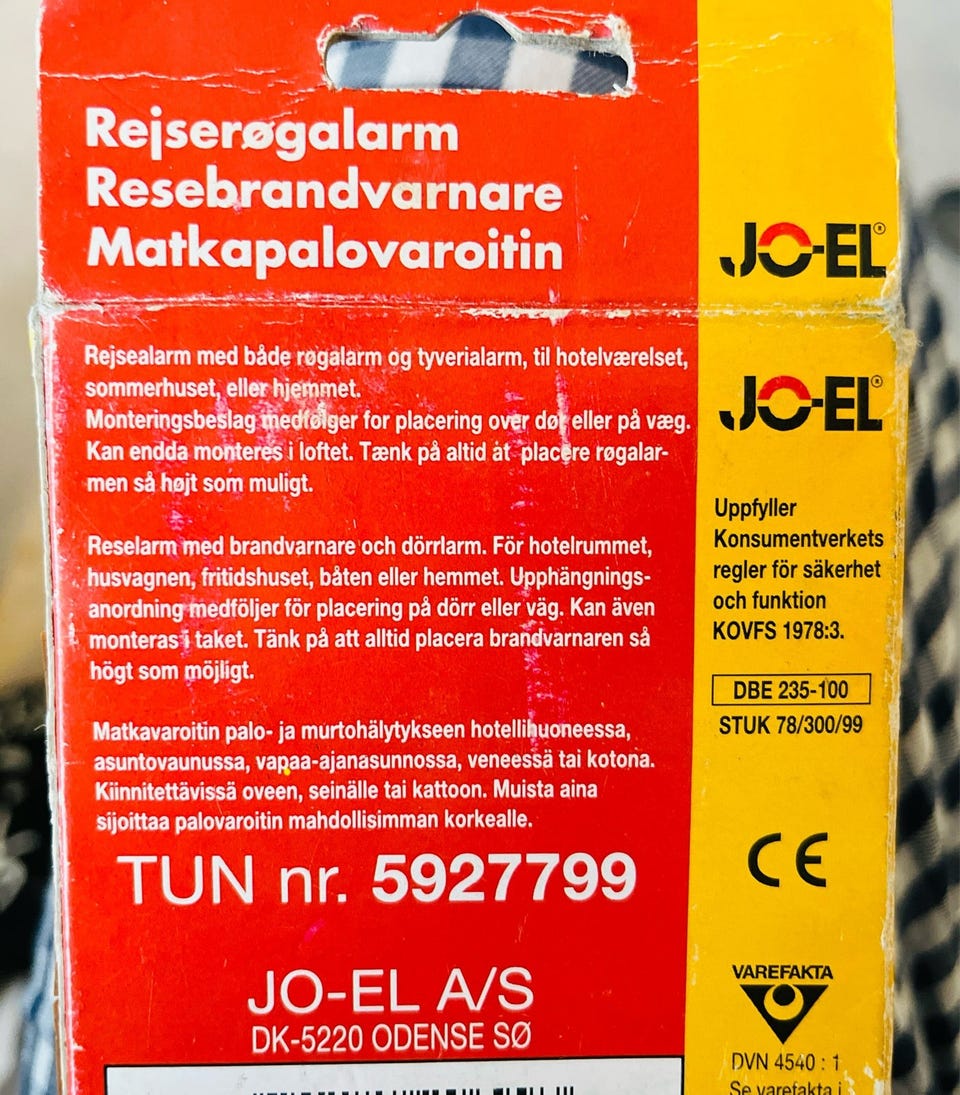 Rejserøgalarm
Resebrandvarnare
Matkapalovaroitin
JO-EL®
Rejsealarm med både røgalarm og tyverialarm, til hotelværelset,
sommerhuset, eller hjemmet.
Monteringsbeslag medfølger for placering over dør eller på væg.
Kan endda monteres i loftet. Tænk på altid åt placere røgalar-
men så højt som muligt.
Reselarm med brandvarnare och dörrlarm. För hotelrummet,
husvagnen, fritidshuset, båten eller hemmet. Upphängnings-
anordning medföljer för placering på dörr eller väg. Kan även
monteras i taket. Tänk på att alltid placera brandvarnaren så
högt som möjligt.
Matkavaroitin palo- ja murtohälytykseen hotellihuoneessa,
asuntovaunussa, vapaa-ajanasunnossa, veneessä tai kotona.
Kiinnitettävissä oveen, seinälle tai kattoon. Muista aina
sijoittaa palovaroitin mahdollisimman korkealle.
TUN nr. 5927799
JO-EL A/S
DK-5220 ODENSE SØ
JO-EL®
Uppfyller
Konsumentverkets
regler för säkerhet
och funktion
KOVFS 1978:3.
DBE 235-100
STUK 78/300/99
CE
VAREFAKTA
DVN 4540 : 1
Se varefakta i